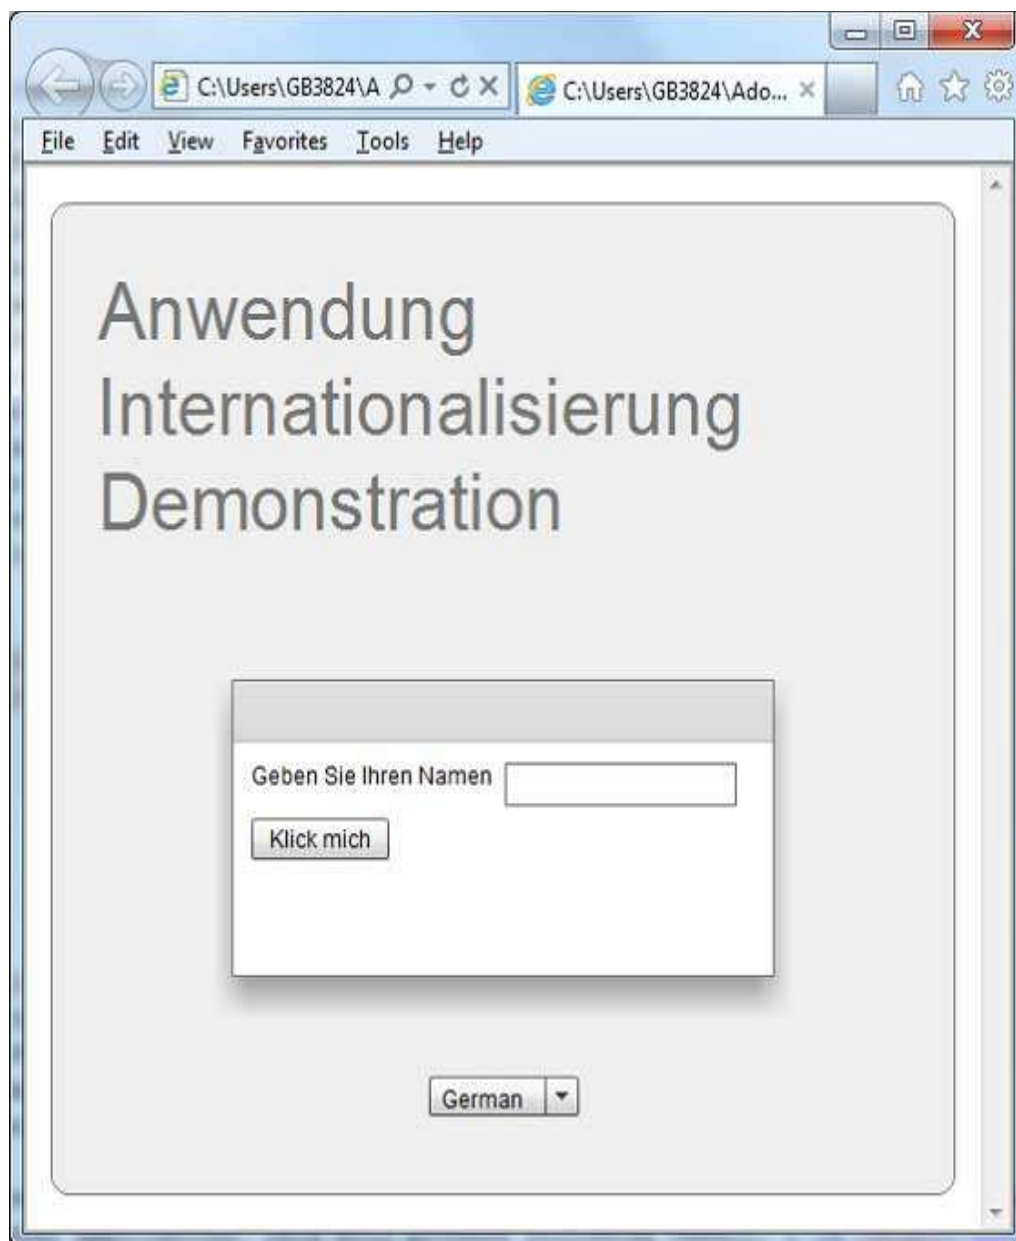 C:\Users\GB3824\A
C:\Users\GB3824\Ado...
File Edit View Favorites Tools Help
Anwendung
Internationalisierung
Demonstration
Geben Sie Ihren Namen
Klick mich
German